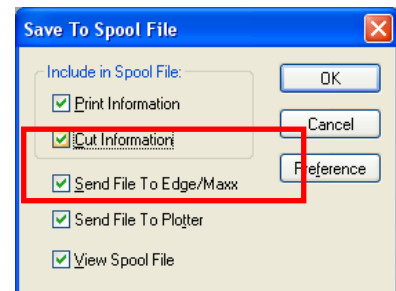 Save To Spool File
Include in Spool File:
Print Information
Cut Information
Send File To Edge/Maxx
Send File To Plotter
View Spool File
OK
Cancel
Preference